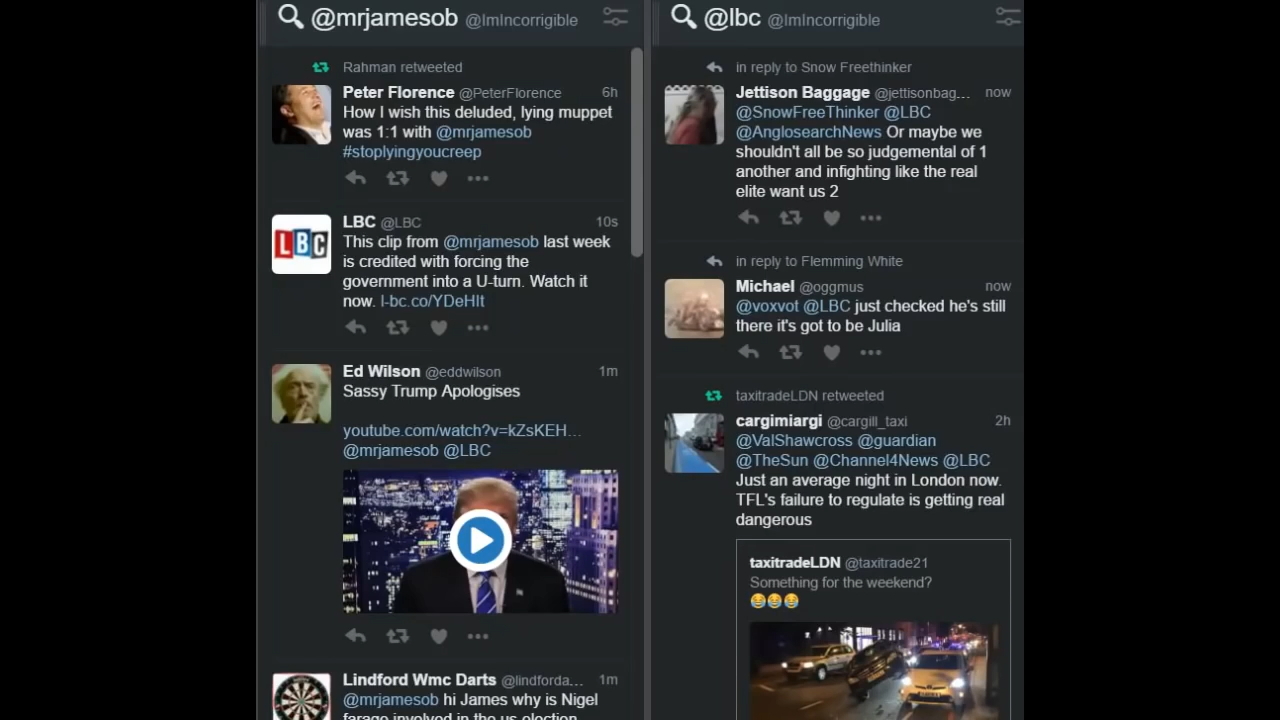 @mrjamesob @ImIncorrigible
Rahman retweeted
Peter Florence @PeterFlorence 6h
How I wish this deluded, lying muppet
was 1:1 with @mrjamesob
#stoplyingyoucreep
LBC @LBC 10s
LBC
This clip from @mrjamesob last week
is credited with forcing the
government into a U-turn. Watch it
now. l-bc.co/YDeHIt
Ed Wilson @eddwilson 1m
Sassy Trump Apologises
youtube.com/watch?v=kZsKEH…
@mrjamesob @LBC
Lindford Wmc Darts @lindforda… 1m
@mrjamesob hi James why is Nigel
farage involved in the us election
@lbc @ImIncorrigible
in reply to Snow Freethinker
Jettison Baggage @jettisonbag… now
@SnowFreeThinker @LBC
@AnglosearchNews Or maybe we
shouldn't all be so judgemental of 1
another and infighting like the real
elite want us 2
in reply to Flemming White
Michael @oggmus now
@voxvot @LBC just checked he's still
there it's got to be Julia
taxitradeLDN retweeted
cargimiargi @cargill_taxi 2h
@ValShawcross @guardian
@TheSun @Channel4News @LBC
Just an average night in London now.
TFL's failure to regulate is getting real
dangerous
taxitradeLDN @taxitrade21
Something for the weekend?
😂😂😂